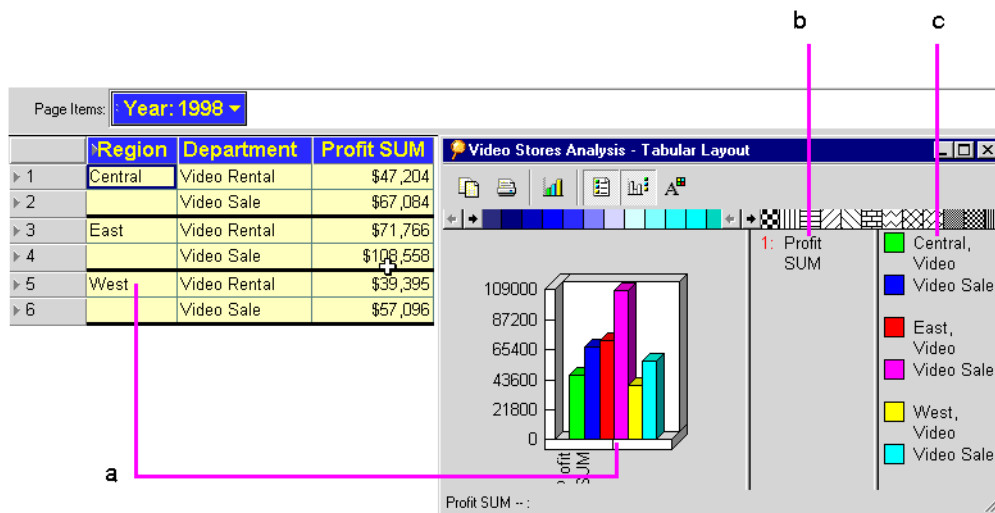 b c
Page Items: Year: 1998
Region Department Profit SUM
1 Central Video Rental $47,204
2 Video Sale $67,084
3 East Video Rental $71,766
4 Video Sale $108,558
5 West Video Rental $39,395
6 Video Sale $57,096
Video Stores Analysis - Tabular Layout
A
109000
87200
65400
43600
21800
0
SUM
1: Profit
SUM
Central,
Video
Video Sale
East,
Video
Video Sale
West,
Video
Video Sale
a
Profit SUM -- :